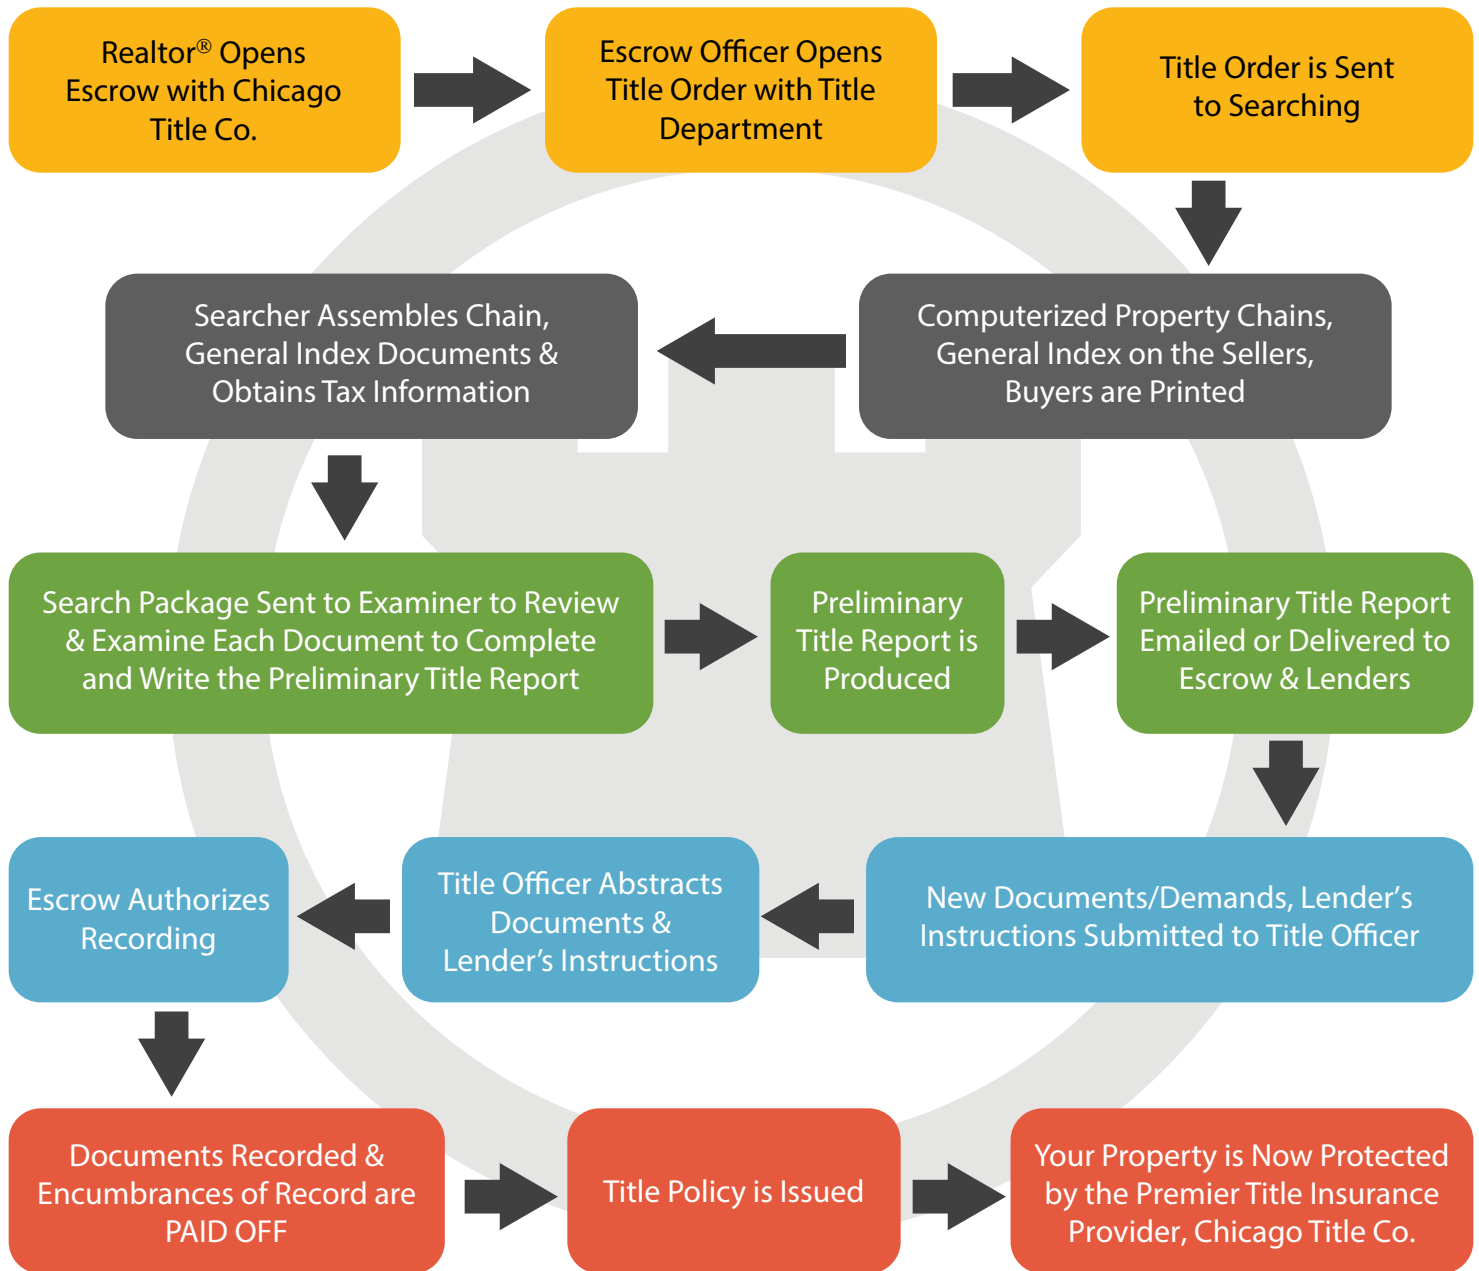 Realtor® Opens
Escrow with Chicago
Title Co.
Escrow Officer Opens
Title Order with Title
Department
Title Order is Sent
to Searching
Searcher Assembles Chain,
General Index Documents &
Obtains Tax Information
Computerized Property Chains,
General Index on the Sellers,
Buyers are Printed
Search Package Sent to Examiner to Review
& Examine Each Document to Complete
and Write the Preliminary Title Report
Preliminary
Title Report is
Produced
Preliminary Title Report
Emailed or Delivered to
Escrow & Lenders
Escrow Authorizes
Recording
Title Officer Abstracts
Documents &
Lender’s Instructions
New Documents/Demands, Lender’s
Instructions Submitted to Title Officer
Documents Recorded &
Encumbrances of Record are
PAID OFF
Title Policy is Issued
Your Property is Now Protected
by the Premier Title Insurance
Provider, Chicago Title Co.